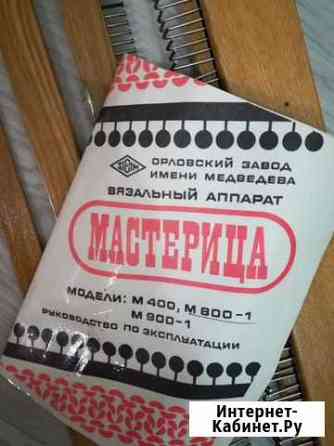 ОРЛОВСКИЙ ЗАВОД
ИМЕНИ МЕДВЕДЕВА
ВЯЗАЛЬНЫЙ АППАРАТ
МАСТЕРИЦА
МОДЕЛИ: М 400, М 800-1
М 900-1
РУКОВОДСТВО ПО ЭКСПЛУАТАЦИИ
Интернет-
Кабинет.Ру